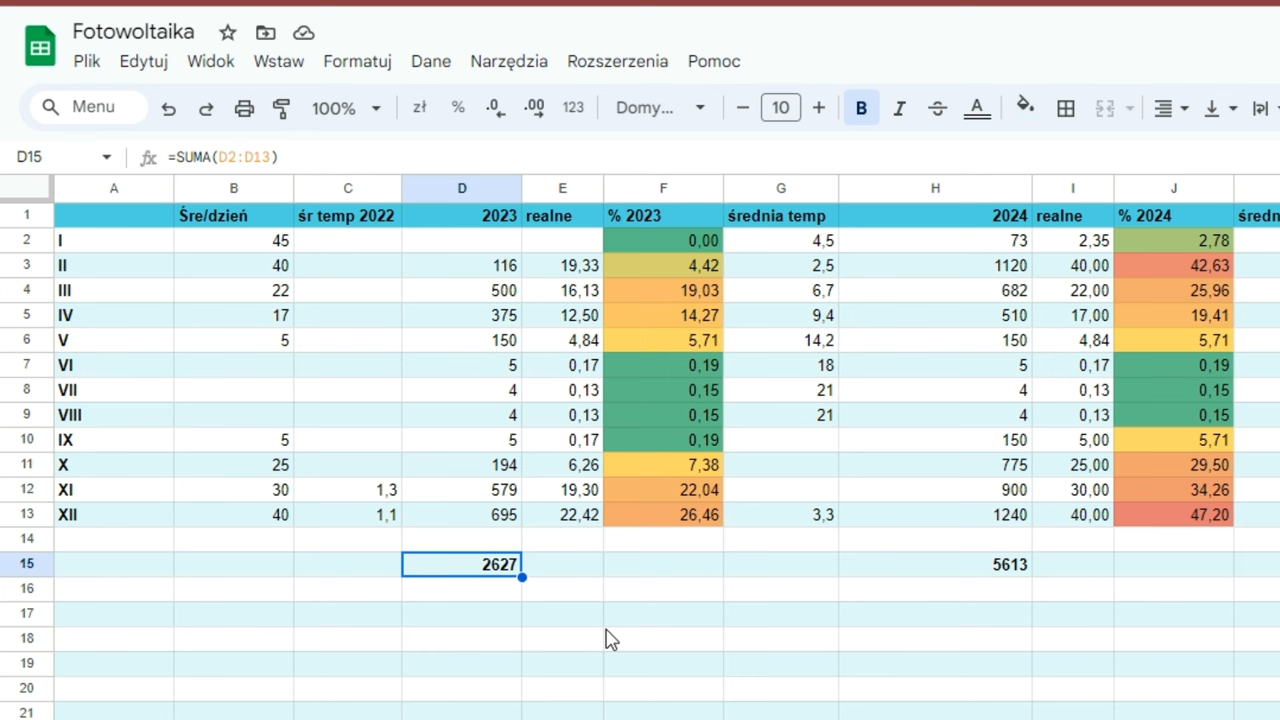 Fotowoltaika
Plik Edytuj Widok Wstaw Formatuj Dane Narzędzia Rozszerzenia Pomoc
Menu 100% zł % .0 .00 123 Domy... 10 B I A
D15 fx =SUMA(D2:D13)
A B C D E F G H I J
1 Śre/dzień śr temp 2022 2023 realne % 2023 średnia temp 2024 realne % 2024 średn
2 I 45 0,00 4,5 73 2,35 2,78
3 II 40 116 19,33 4,42 2,5 1120 40,00 42,63
4 III 22 500 16,13 19,03 6,7 682 22,00 25,96
5 IV 17 375 12,50 14,27 9,4 510 17,00 19,41
6 V 5 150 4,84 5,71 14,2 150 4,84 5,71
7 VI 5 0,17 0,19 18 5 0,17 0,19
8 VII 4 0,13 0,15 21 4 0,13 0,15
9 VIII 4 0,13 0,15 21 4 0,13 0,15
10 IX 5 5 0,17 0,19 150 5,00 5,71
11 X 25 194 6,26 7,38 775 25,00 29,50
12 XI 30 1,3 579 19,30 22,04 900 30,00 34,26
13 XII 40 1,1 695 22,42 26,46 3,3 1240 40,00 47,20
14
15 2627 5613
16
17
18
19
20
21